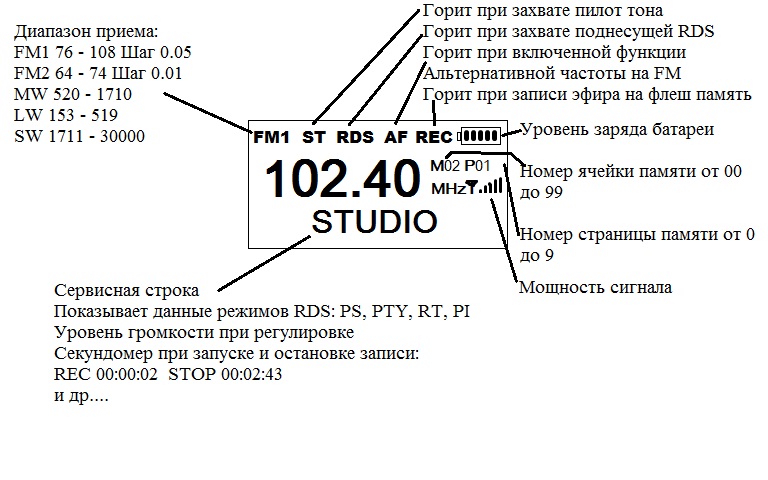 Диапазон приема:
FM1 76 - 108 Шаг 0.05
FM2 64 - 74 Шаг 0.01
MW 520 - 1710
LW 153 - 519
SW 1711 - 30000
Горит при захвате пилот тона
Горит при захвате поднесущей RDS
Горит при включенной функции
Альтернативной частоты на FM
Горит при записи эфира на флеш память
FM1 ST RDS AF REC
102.40
M02 P01
MHz
STUDIO
Уровень заряда батареи
Номер ячейки памяти от 00
до 99
Номер страницы памяти от 0
до 9
Мощность сигнала
Сервисная строка
Показывает данные режимов RDS: PS, PTY, RT, PI
Уровень громкости при регулировке
Секундомер при запуске и остановке записи:
REC 00:00:02 STOP 00:02:43
и др....